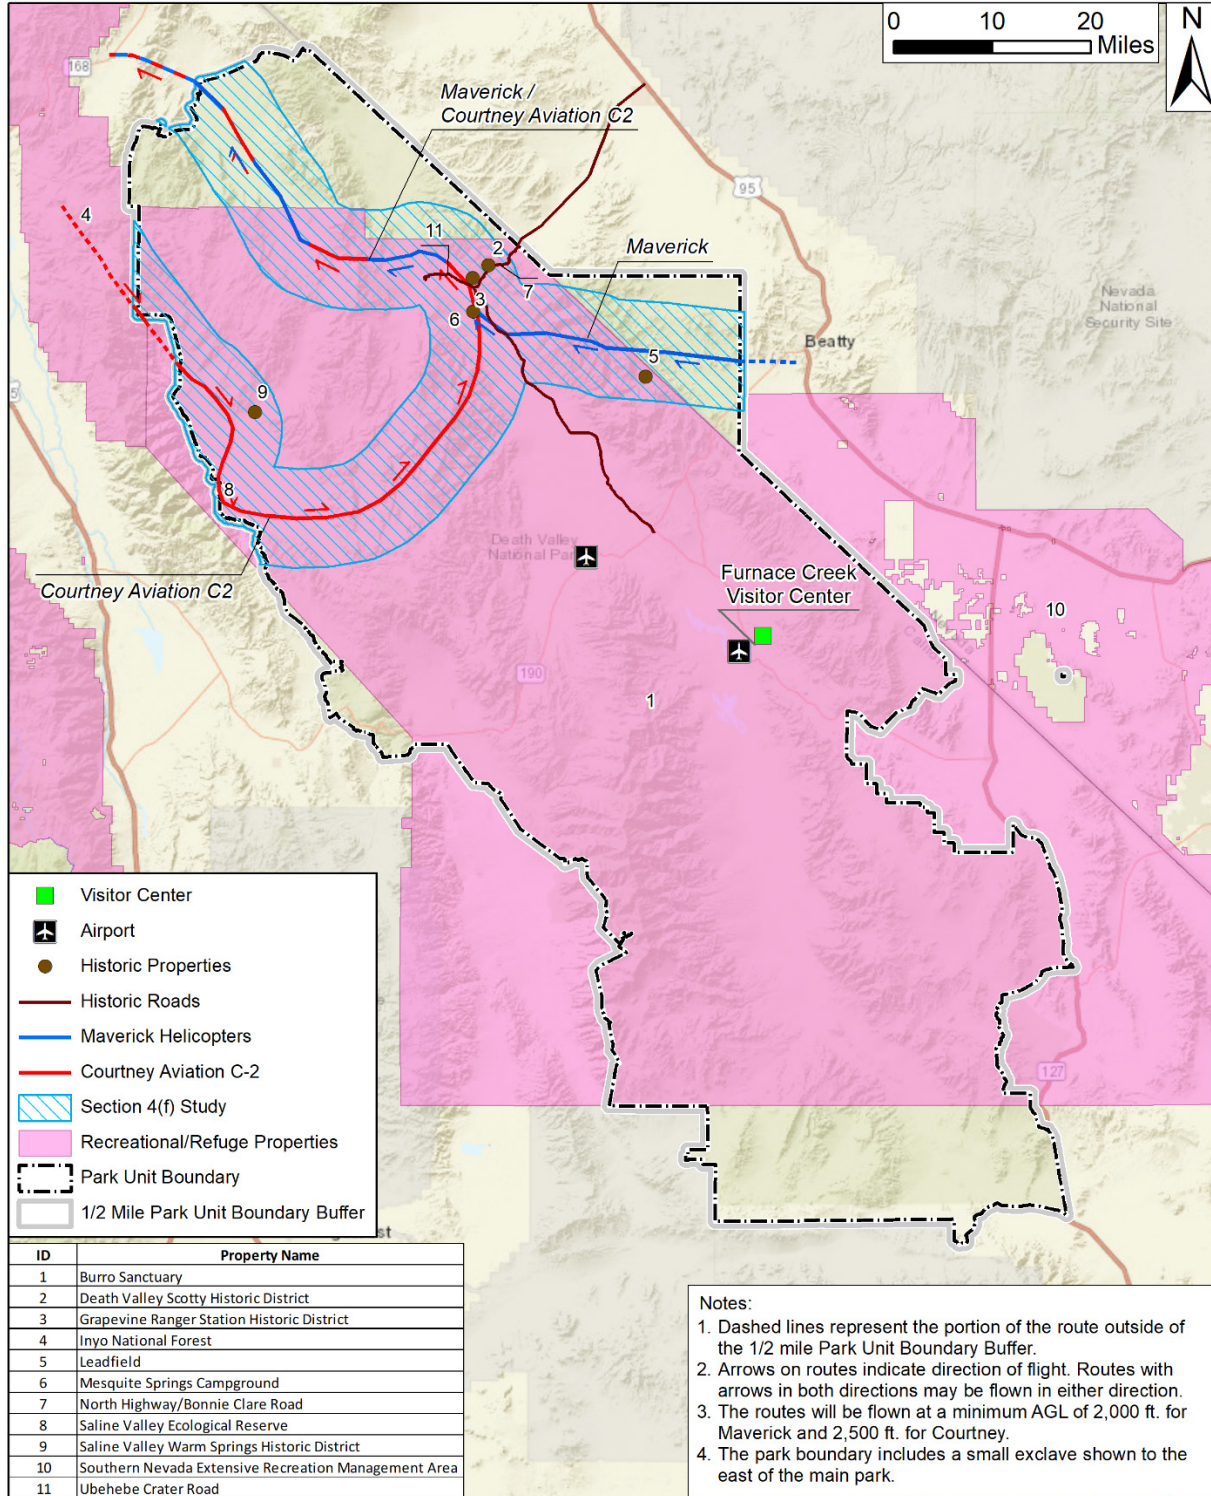 0 10 20
Miles
N
168
Maverick /
Courtney Aviation C2
95
4
11
2
Maverick
7
3
6
Nevada
National
Security Site
Beatty
5
9
8
Death Valley
National Par
Courtney Aviation C2
Furnace Creek
Visitor Center
10
190
1
127
Visitor Center
Airport
Historic Properties
Historic Roads
Maverick Helicopters
Courtney Aviation C-2
Section 4(f) Study
Recreational/Refuge Properties
Park Unit Boundary
1/2 Mile Park Unit Boundary Buffer
st
ID Property Name
1 Burro Sanctuary
2 Death Valley Scotty Historic District
3 Grapevine Ranger Station Historic District
4 Inyo National Forest
5 Leadfield
6 Mesquite Springs Campground
7 North Highway/Bonnie Clare Road
8 Saline Valley Ecological Reserve
9 Saline Valley Warm Springs Historic District
10 Southern Nevada Extensive Recreation Management Area
11 Ubehebe Crater Road
Notes:
1. Dashed lines represent the portion of the route outside of
the 1/2 mile Park Unit Boundary Buffer.
2. Arrows on routes indicate direction of flight. Routes with
arrows in both directions may be flown in either direction.
3. The routes will be flown at a minimum AGL of 2,000 ft. for
Maverick and 2,500 ft. for Courtney.
4. The park boundary includes a small exclave shown to the
east of the main park.